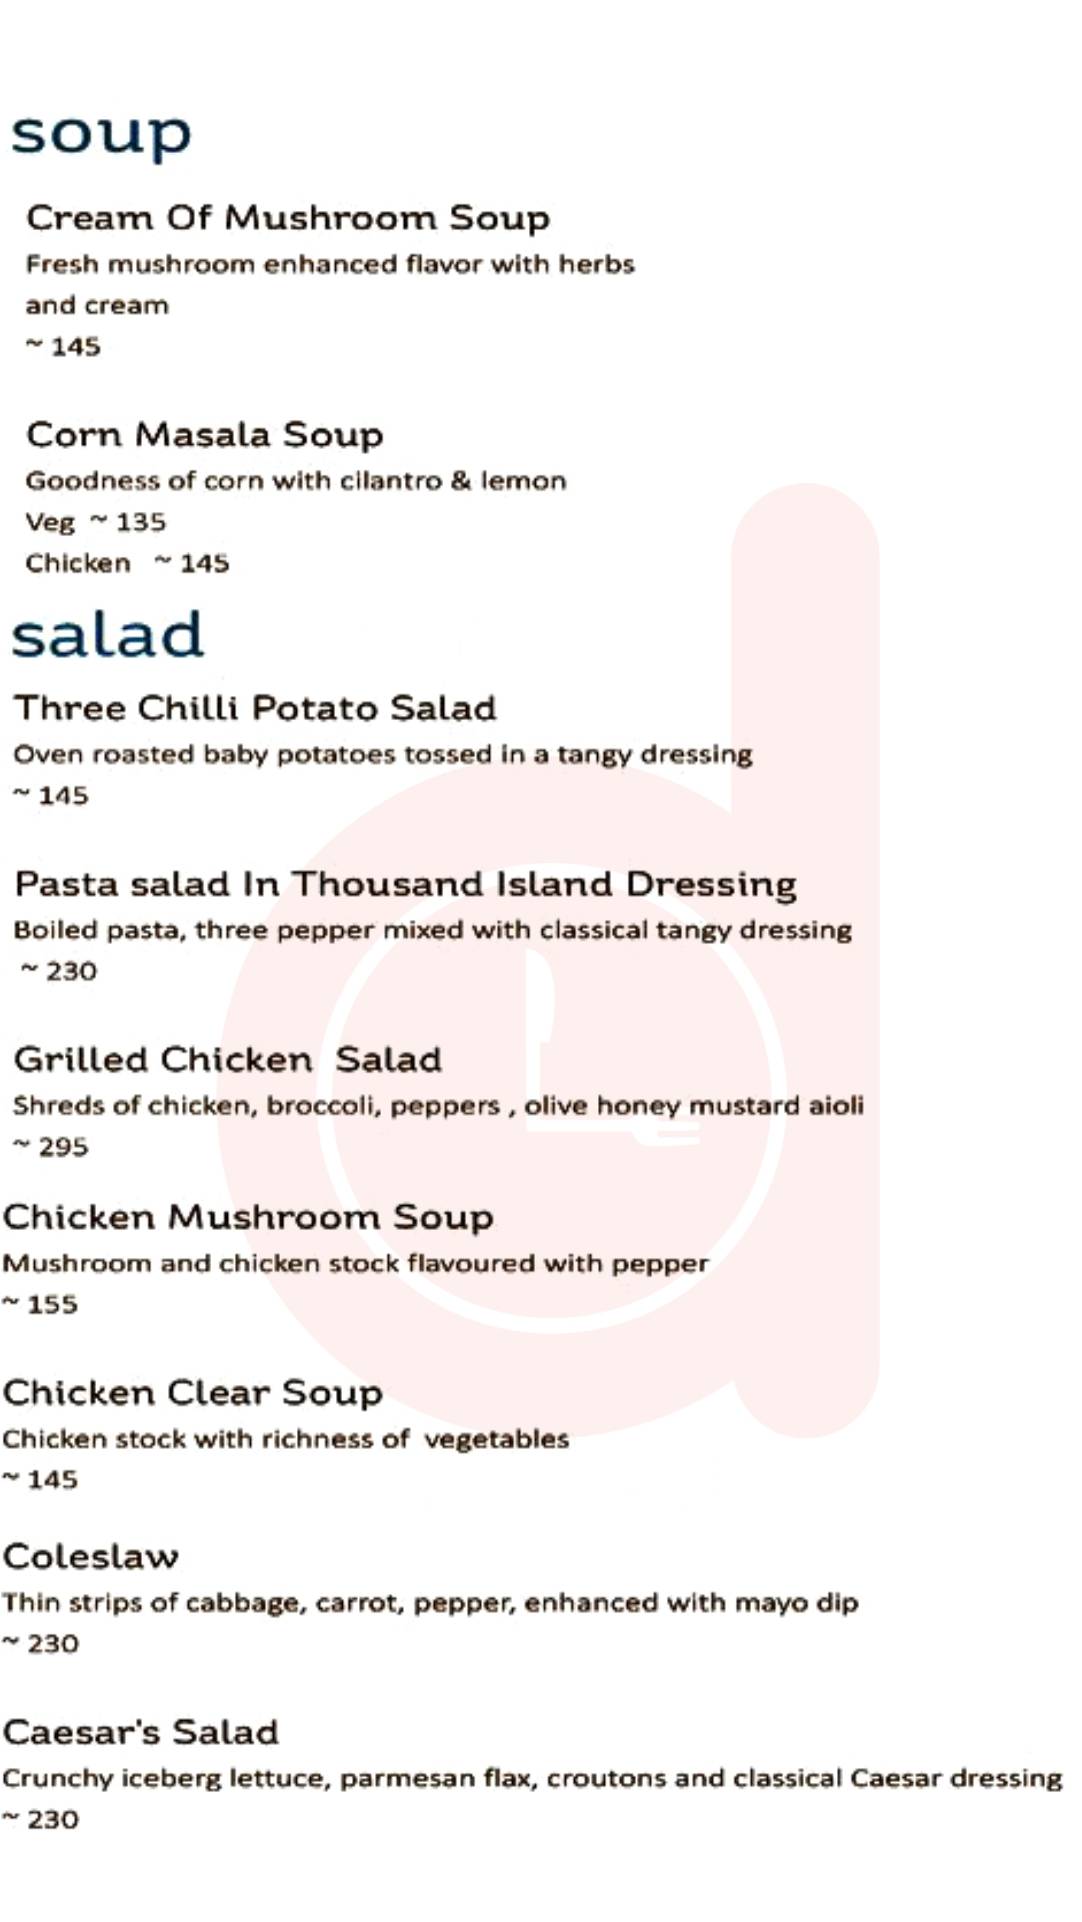 soup
Cream Of Mushroom Soup
Fresh mushroom enhanced flavor with herbs
and cream
~ 145
Corn Masala Soup
Goodness of corn with cilantro & lemon
Veg ~ 135
Chicken ~ 145
salad
Three Chilli Potato Salad
Oven roasted baby potatoes tossed in a tangy dressing
~ 145
Pasta salad In Thousand Island Dressing
Boiled pasta, three pepper mixed with classical tangy dressing
~ 230
Grilled Chicken Salad
Shreds of chicken, broccoli, peppers , olive honey mustard aioli
~ 295
Chicken Mushroom Soup
Mushroom and chicken stock flavoured with pepper
~ 155
Chicken Clear Soup
Chicken stock with richness of vegetables
~ 145
Coleslaw
Thin strips of cabbage, carrot, pepper, enhanced with mayo dip
~ 230
Caesar's Salad
Crunchy iceberg lettuce, parmesan flax, croutons and classical Caesar dressing
~ 230